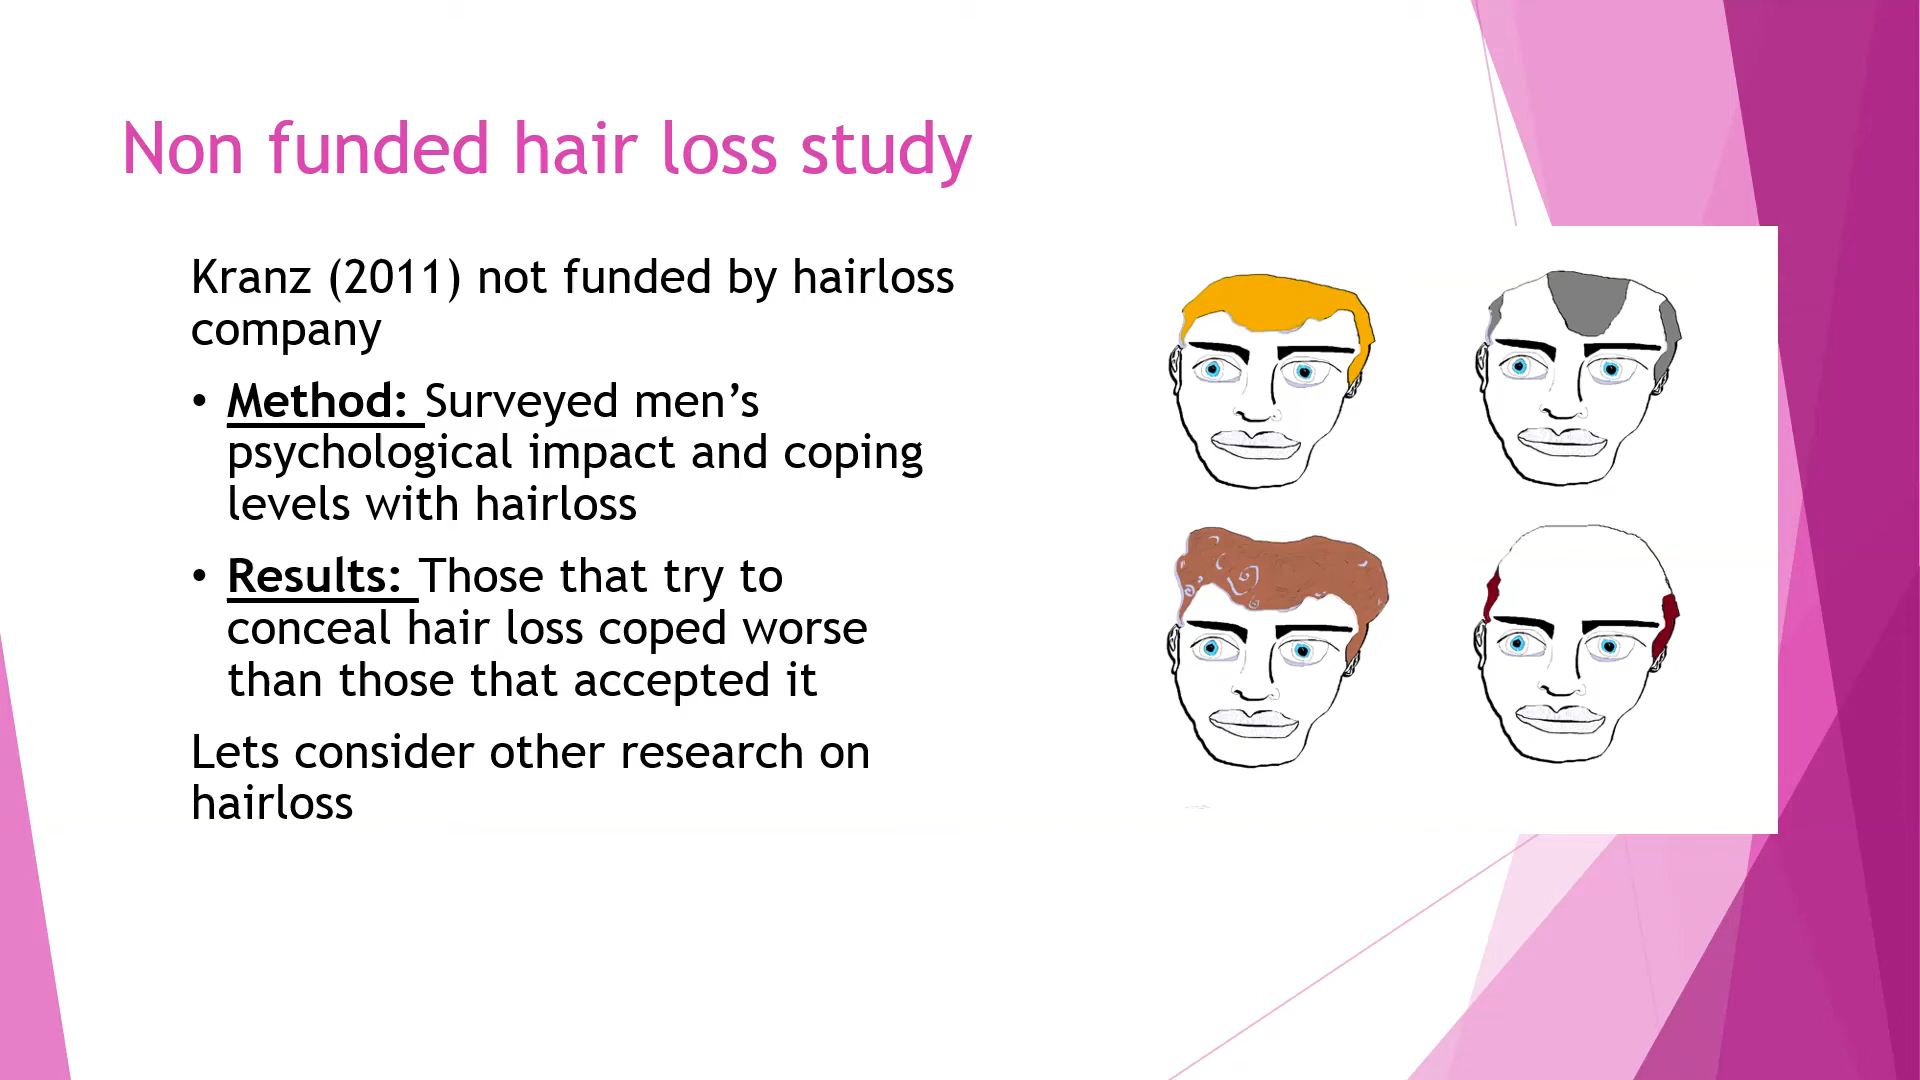 Non funded hair loss study
Kranz (2011) not funded by hairloss
company
• Method: Surveyed men’s
psychological impact and coping
levels with hairloss
• Results: Those that try to
conceal hair loss coped worse
than those that accepted it
Lets consider other research on
hairloss